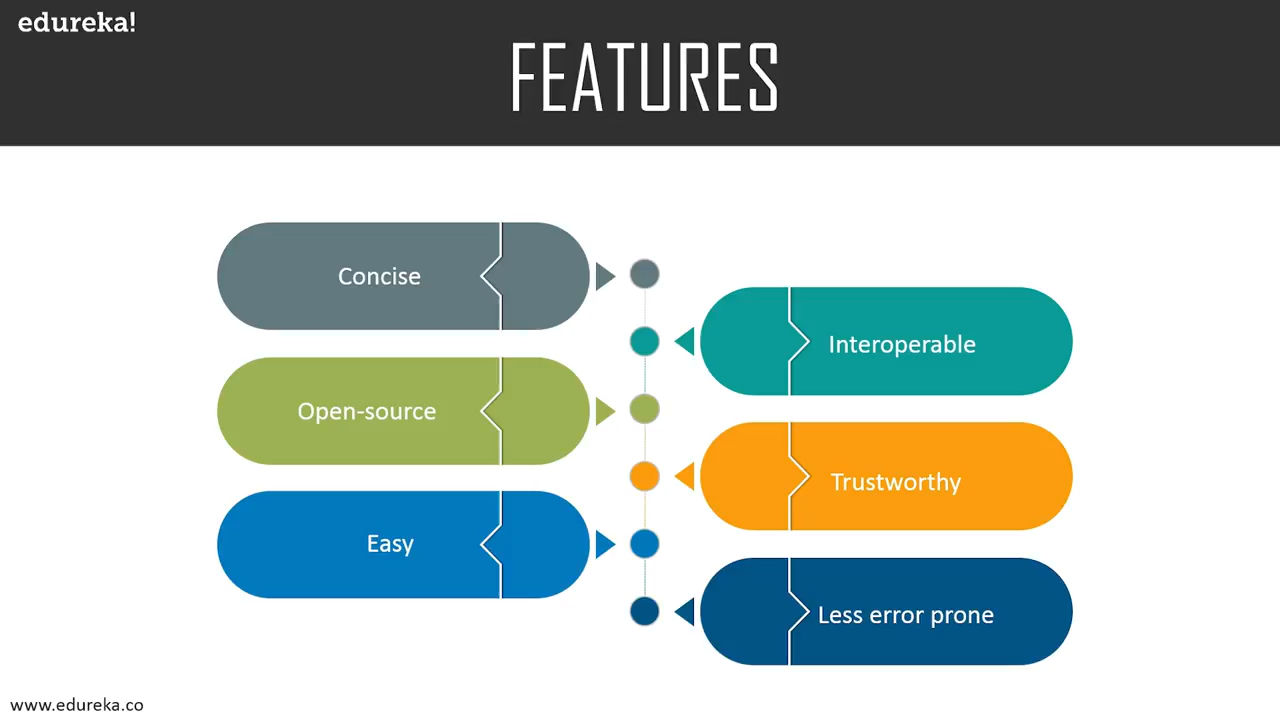 edureka!
FEATURES
Concise
Interoperable
Open-source
Trustworthy
Easy
Less error prone
www.edureka.co